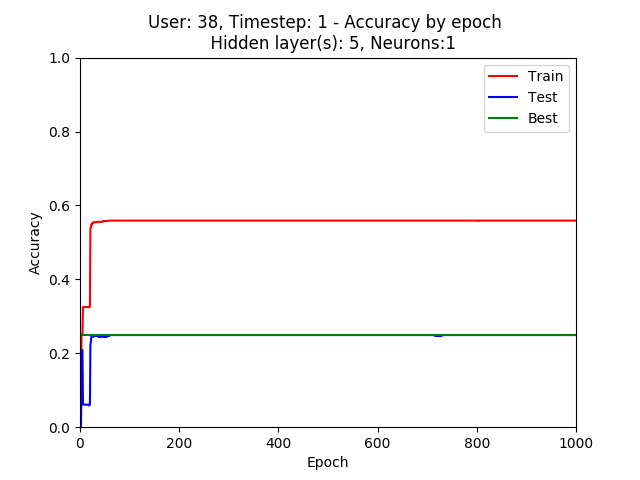 User: 38, Timestep: 1 - Accuracy by epoch
Hidden layer(s): 5, Neurons:1
1.0
0.8
0.6
0.4
0.2
0.0
Accuracy
Train
Test
Best
0 200 400 600 800 1000
Epoch